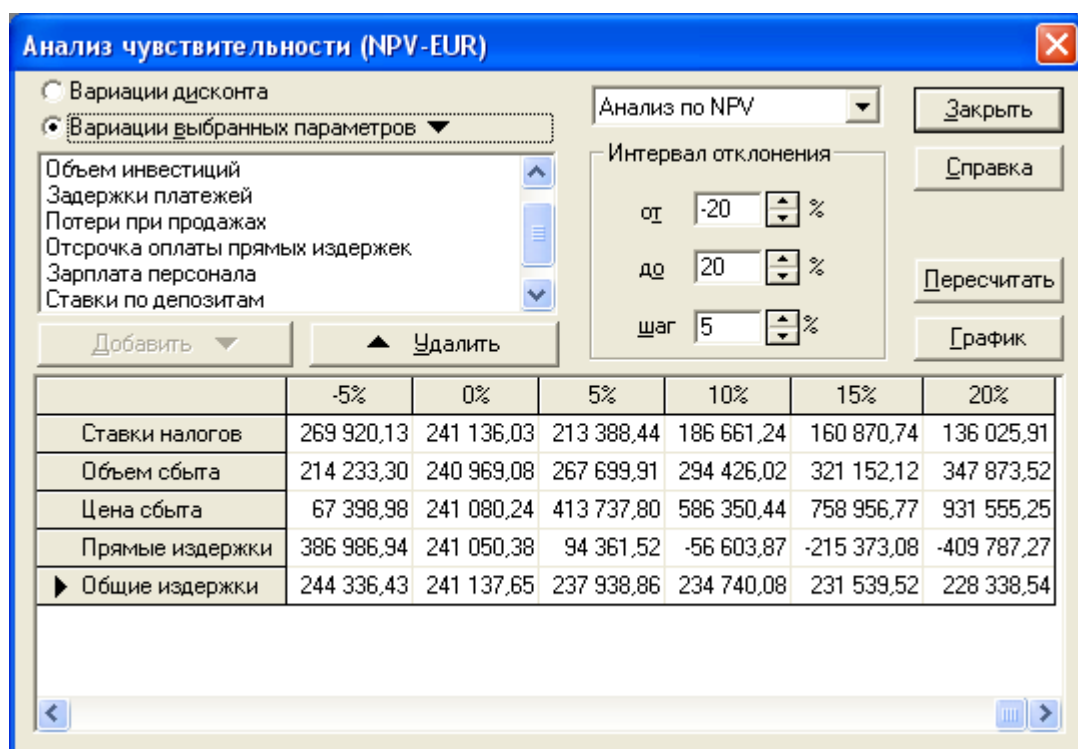 Анализ чувствительности (NPV-EUR)
Вариации дисконта
Вариации выбранных параметров
Объем инвестиций
Задержки платежей
Потери при продажах
Отсрочка оплаты прямых издержек
Зарплата персонала
Ставки по депозитам
Добавить
Удалить
Анализ по NPV
Интервал отклонения
от -20 %
до 20 %
шаг 5 %
Закрыть
Справка
Пересчитать
График
-5% 0% 5% 10% 15% 20%
Ставки налогов 269 920,13 241 136,03 213 388,44 186 661,24 160 870,74 136 025,91
Объем сбыта 214 233,30 240 969,08 267 699,91 294 426,02 321 152,12 347 873,52
Цена сбыта 67 398,98 241 080,24 413 737,80 586 350,44 758 956,77 931 555,25
Прямые издержки 386 986,94 241 050,38 94 361,52 -56 603,87 -215 373,08 -409 787,27
Общие издержки 244 336,43 241 137,65 237 938,86 234 740,08 231 539,52 228 338,54